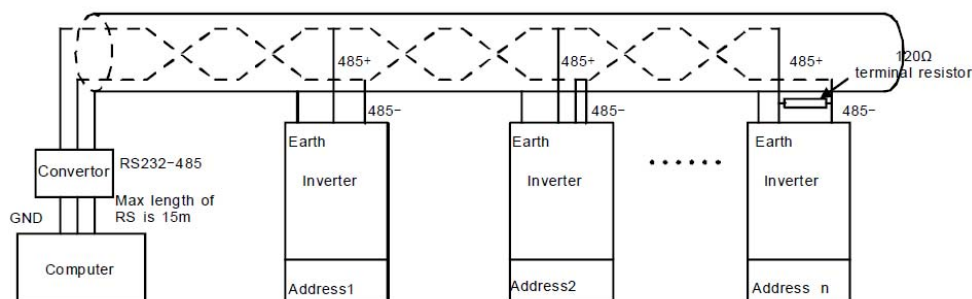 120Ω
terminal resistor
485+
485+
485+
485-
485-
485-
Earth
Earth
Earth
Convertor
RS232-485
Inverter
Inverter
Inverter
Max length of
RS is 15m
GND
Computer
Address1
Address2
Address n